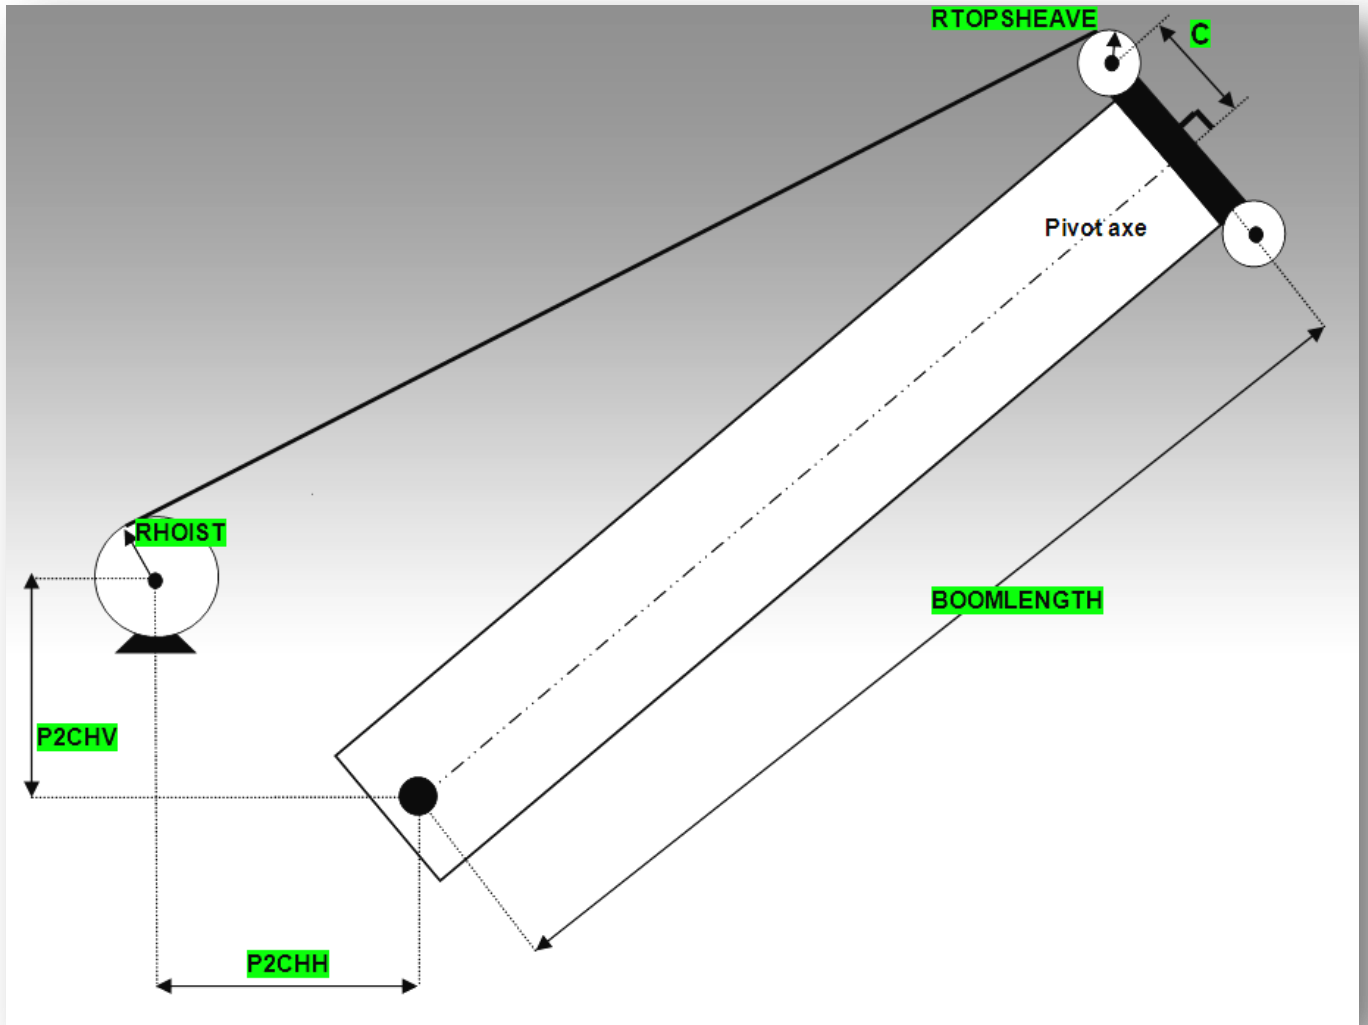 RTOPSHEAVE
C
Pivot axe
RHOIST
BOOMLENGTH
P2CHV
P2CHH